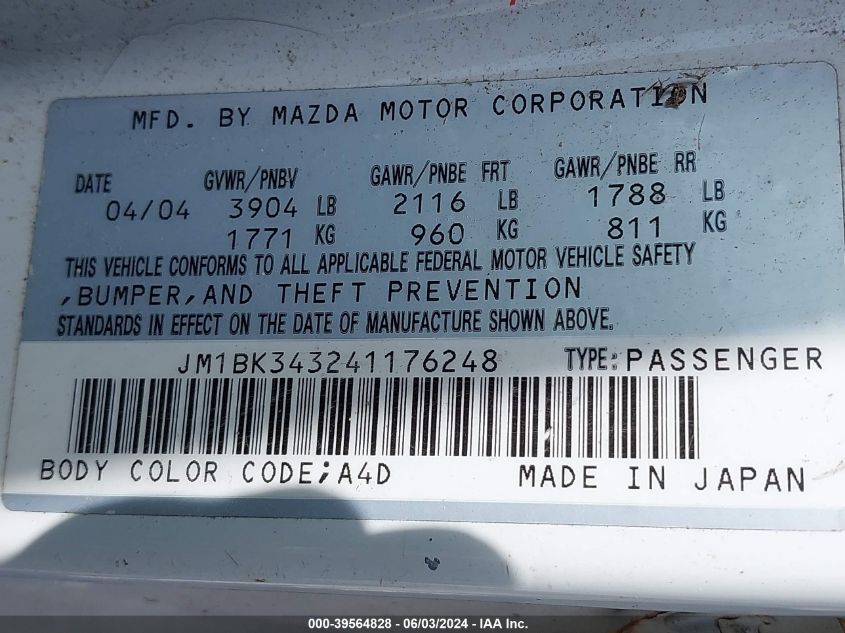 MFD. BY MAZDA MOTOR CORPORATION
DATE GVWR/PNBV GAWR/PNBE FRT GAWR/PNBE RR
04/04 3904 LB 2116 LB 1788 LB
1771 KG 960 KG 811 KG
THIS VEHICLE CONFORMS TO ALL APPLICABLE FEDERAL MOTOR VEHICLE SAFETY
,BUMPER,AND THEFT PREVENTION
STANDARDS IN EFFECT ON THE DATE OF MANUFACTURE SHOWN ABOVE.
JM1BK343241176248 TYPE:PASSENGER
BODY COLOR CODE;A4D MADE IN JAPAN
000-39564828 - 06/03/2024 - IAA Inc.